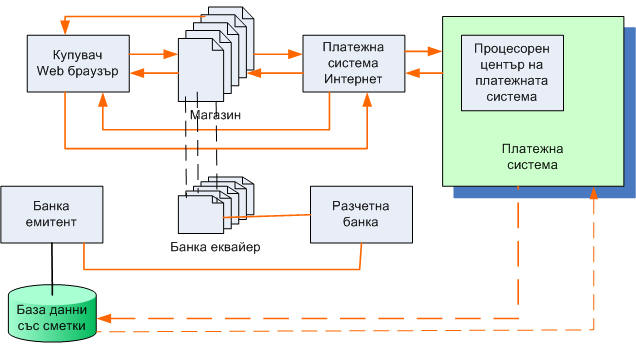 Купувач
Web браузър
Магазин
Платежна
система
Интернет
Процесорен
център на
платежната
система
Платежна
система
Банка
емитент
Банка еквайер
Разчетна
банка
База данни
със сметки